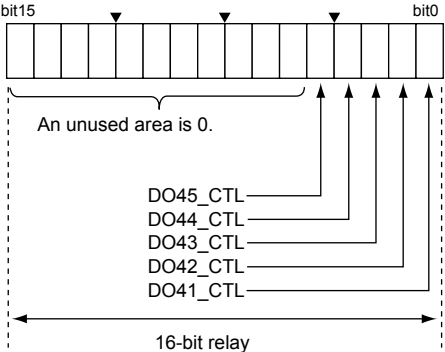 bit15 bit0
An unused area is 0.
DO45_CTL
DO44_CTL
DO43_CTL
DO42_CTL
DO41_CTL
16-bit relay